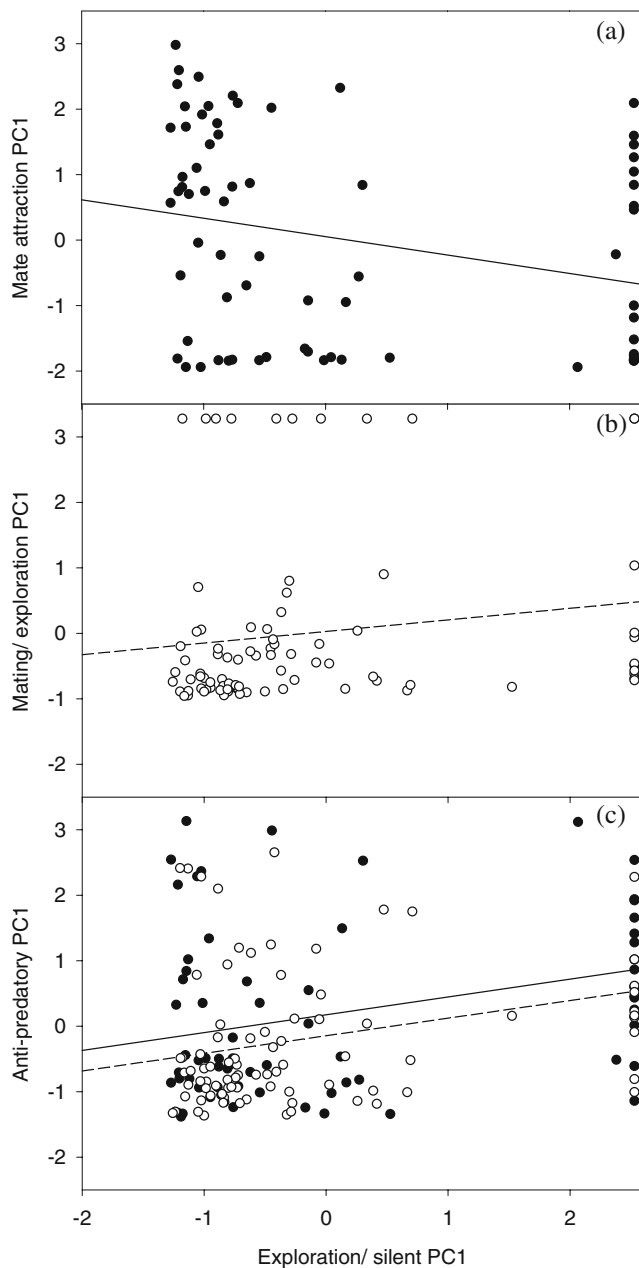 (a)
3
2
1
0
-1
-2
Mate attraction PC1
(b)
3
2
1
0
-1
-2
Mating/ exploration PC1
(c)
3
2
1
0
-1
-2
Anti-predatory PC1
-2 -1 0 1 2
Exploration/ silent PC1